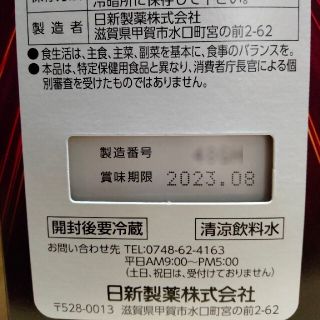 冷暗所に保存して下さい。
製造者 日新製薬株式会社
滋賀県甲賀市水口町宮の前2-62
●食生活は、主食、主菜、副菜を基本に、食事のバランスを。
●本品は、特定保健用食品と異なり、消費者庁長官による個
別審査を受けたものではありません。
製造番号
賞味期限 2023.08
開封後要冷蔵 清涼飲料水
お問い合わせ先 TEL:0748-62-4163
平日AM9:00〜PM5:00
(土日、祝日は、受付けておりません)
日新製薬株式会社
〒528-0013 滋賀県甲賀市水口町宮の前2-62